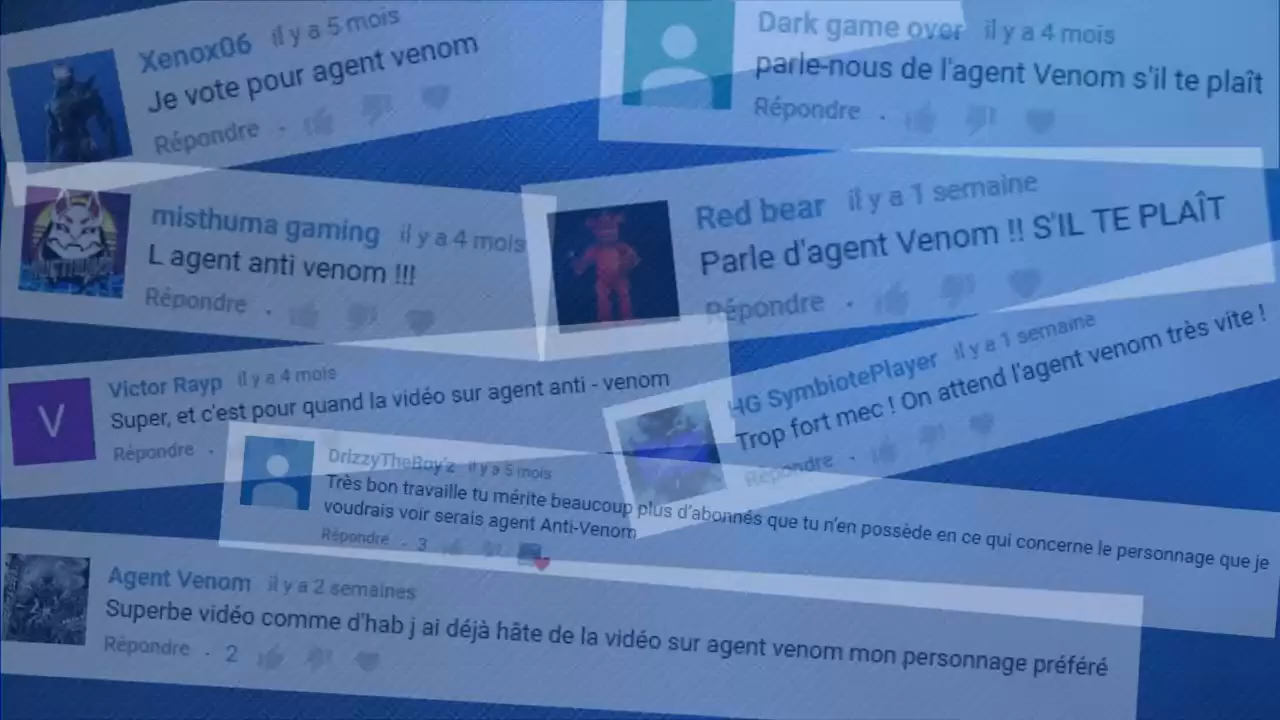 Xenox06 il y a 5 mois
Je vote pour agent venom
Répondre
Dark game over il y a 4 mois
parle-nous de l'agent Venom s'il te plaît
Répondre
misthuma gaming il y a 4 mois
L agent anti venom !!!
Répondre
Red bear il y a 1 semaine
Parle d'agent Venom !! S'IL TE PLAÎT
Répondre
Victor Rayp il y a 4 mois
Super, et c'est pour quand la vidéo sur agent anti - venom
Répondre
V
HG SymbiotePlayer il y a 1 semaine
Trop fort mec ! On attend l'agent venom très vite !
Répondre
DrizzyTheBoy'z il y a 5 mois
Très bon travaille tu mérite beaucoup plus d'abonnés que tu n'en possède en ce qui concerne le personnage que je
voudrais voir serais agent Anti-Venom
Répondre · 3
Agent Venom il y a 2 semaines
Superbe vidéo comme d'hab j ai déjà hâte de la vidéo sur agent venom mon personnage préféré
Répondre · 2